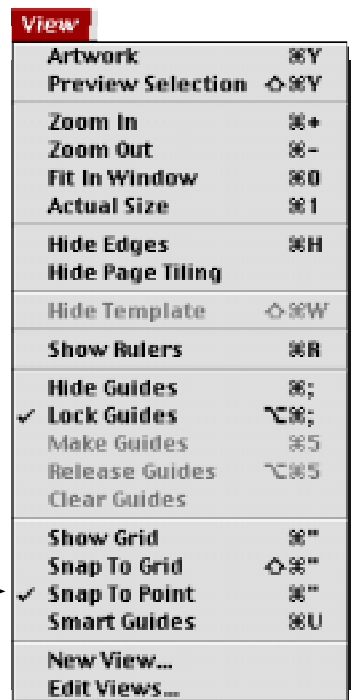 View
Artwork ⌘Y
Preview Selection ⇧⌘Y
Zoom In ⌘+
Zoom Out ⌘-
Fit In Window ⌘0
Actual Size ⌘1
Hide Edges ⌘H
Hide Page Tiling
Hide Template ⇧⌘W
Show Rulers ⌘R
Hide Guides ⌘;
✓ Lock Guides ⌥⌘;
Make Guides ⌘5
Release Guides ⌥⌘5
Clear Guides
Show Grid ⌘"
Snap To Grid ⇧⌘"
✓ Snap To Point ⌘"
Smart Guides ⌘U
New View...
Edit Views...